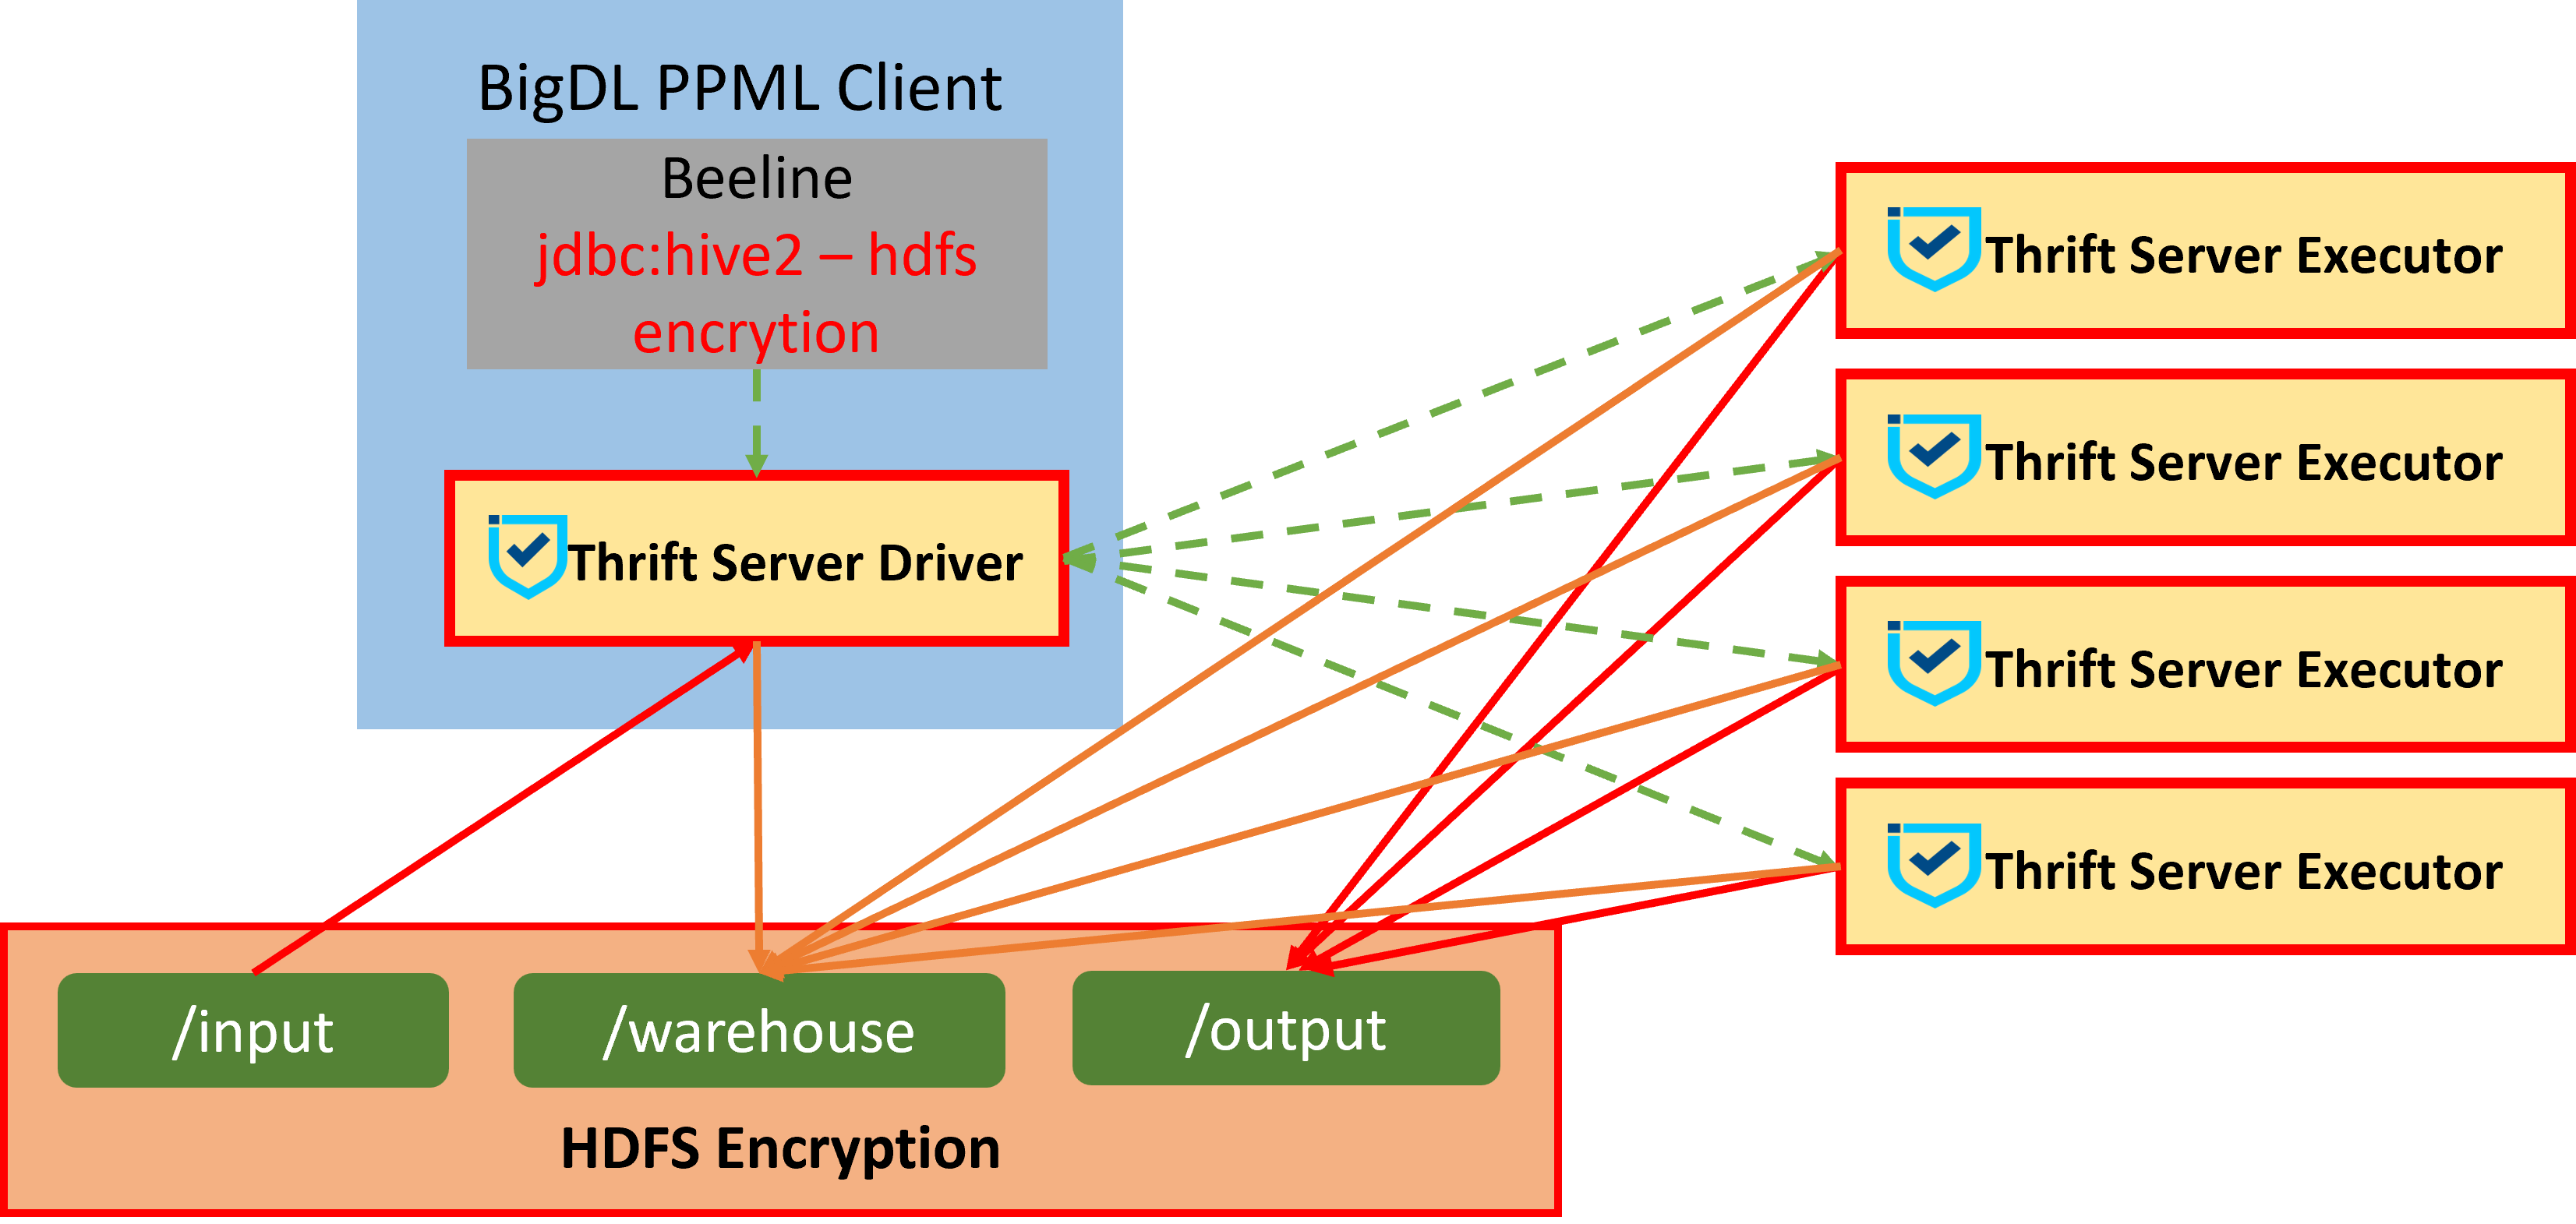 BigDL PPML Client
Beeline
jdbc:hive2 – hdfs
encrytion
Thrift Server Driver
Thrift Server Executor
Thrift Server Executor
Thrift Server Executor
Thrift Server Executor
/input
/warehouse
/output
HDFS Encryption